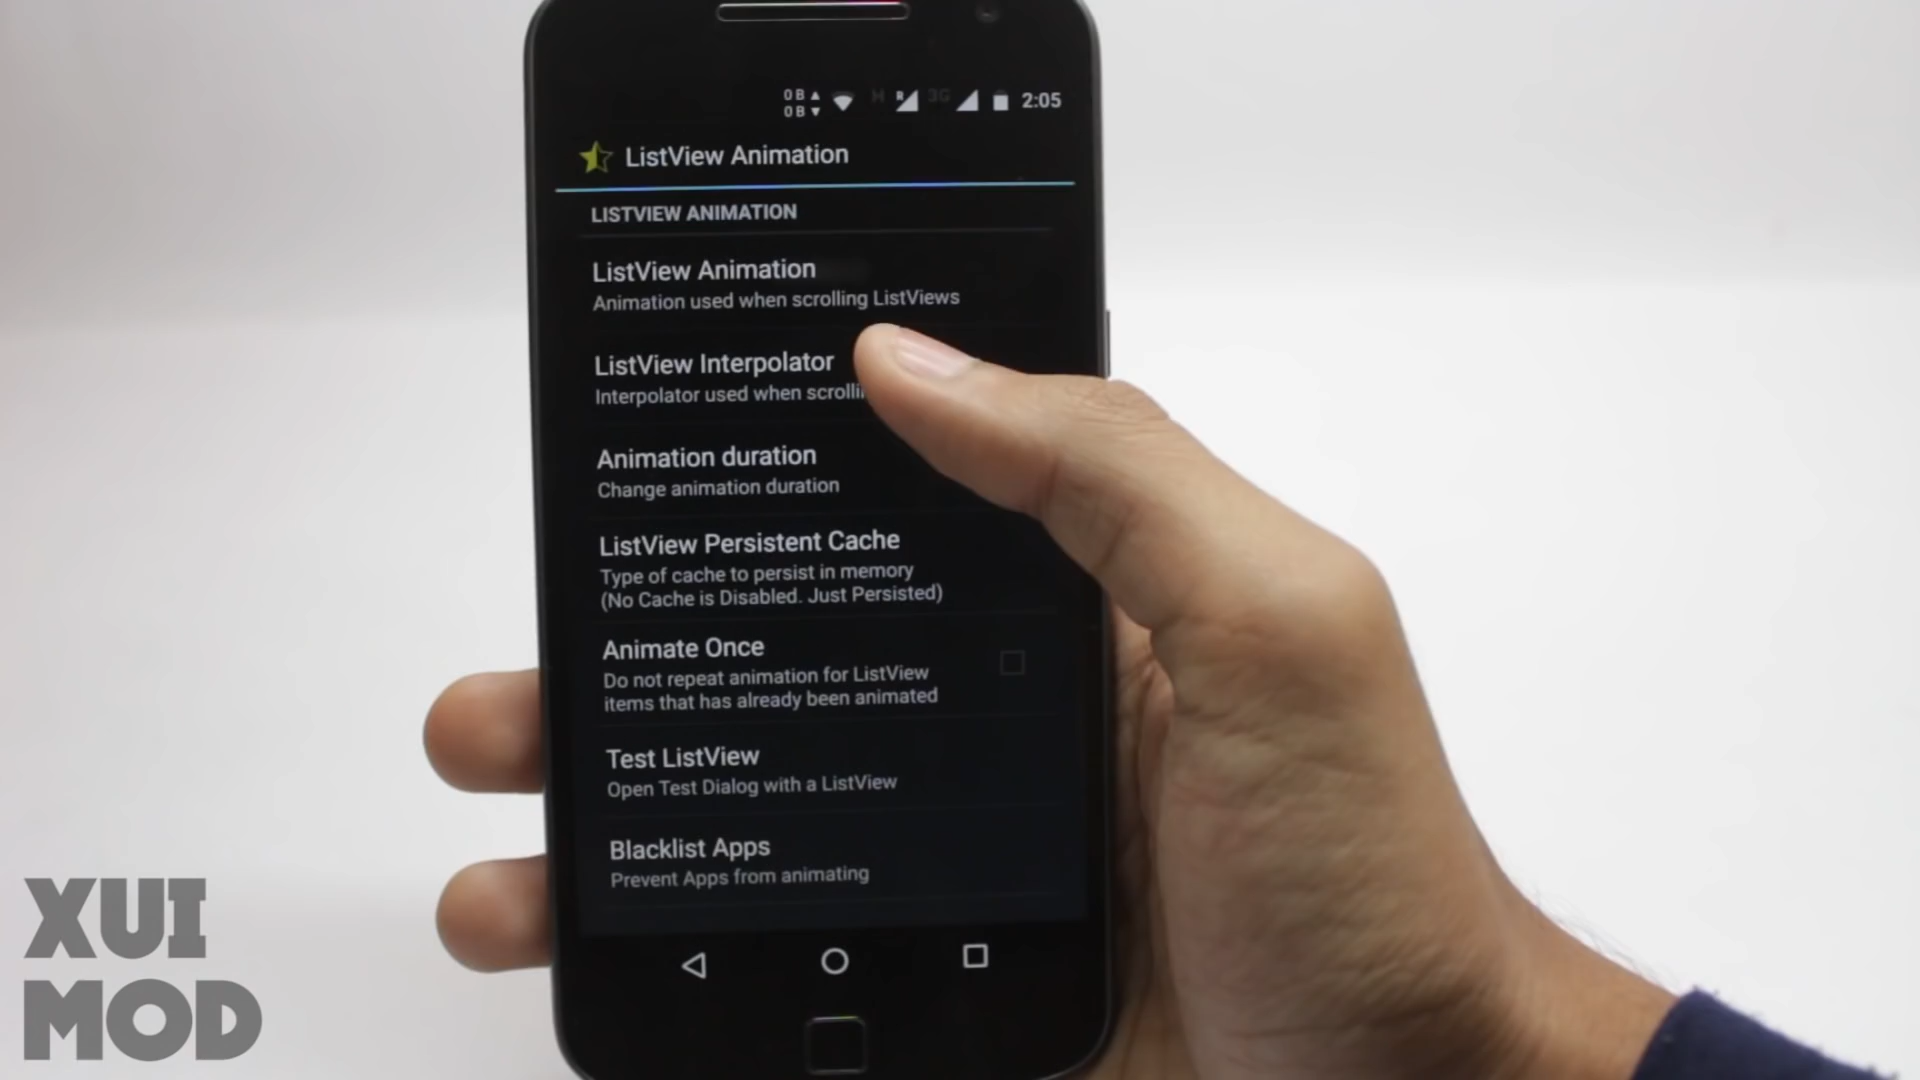 0 B ▲
0 B ▼
H
R
3G
2:05
ListView Animation
LISTVIEW ANIMATION
ListView Animation
Animation used when scrolling ListViews
ListView Interpolator
Interpolator used when
Animation duration
Change animation duration
ListView Persistent Cache
Type of cache to persist in memory
(No Cache is Disabled. Just Persisted)
Animate Once
Do not repeat animation for ListView
items that has already been animated
Test ListView
Open Test Dialog with a ListView
Blacklist Apps
Prevent Apps from animating
XUI
MOD